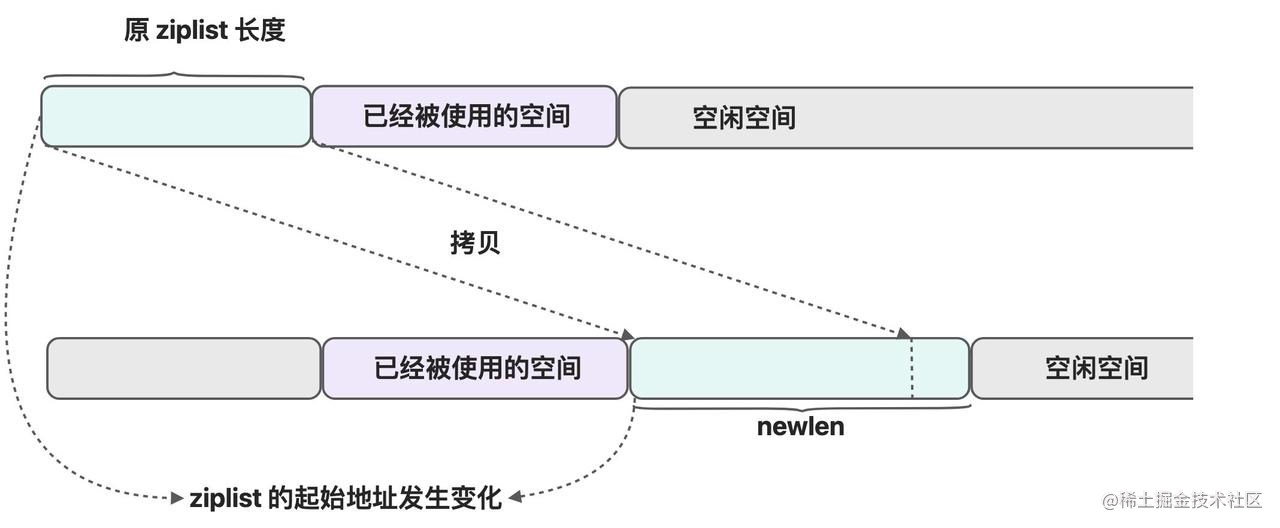 原 ziplist 长度
已经被使用的空间
空闲空间
拷贝
已经被使用的空间
空闲空间
newlen
ziplist 的起始地址发生变化
@稀土掘金技术社区